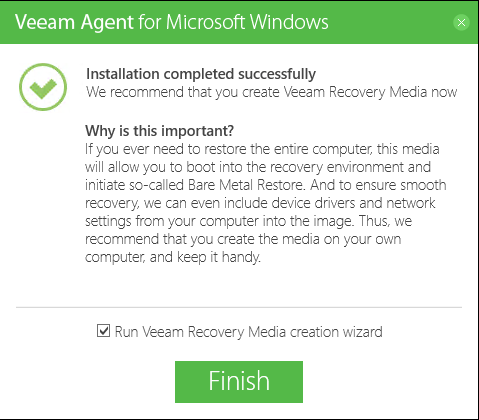 Veeam Agent for Microsoft Windows
Installation completed successfully
We recommend that you create Veeam Recovery Media now
Why is this important?
If you ever need to restore the entire computer, this media
will allow you to boot into the recovery environment and
initiate so-called Bare Metal Restore. And to ensure smooth
recovery, we can even include device drivers and network
settings from your computer into the image. Thus, we
recommend that you create the media on your own
computer, and keep it handy.
Run Veeam Recovery Media creation wizard
Finish